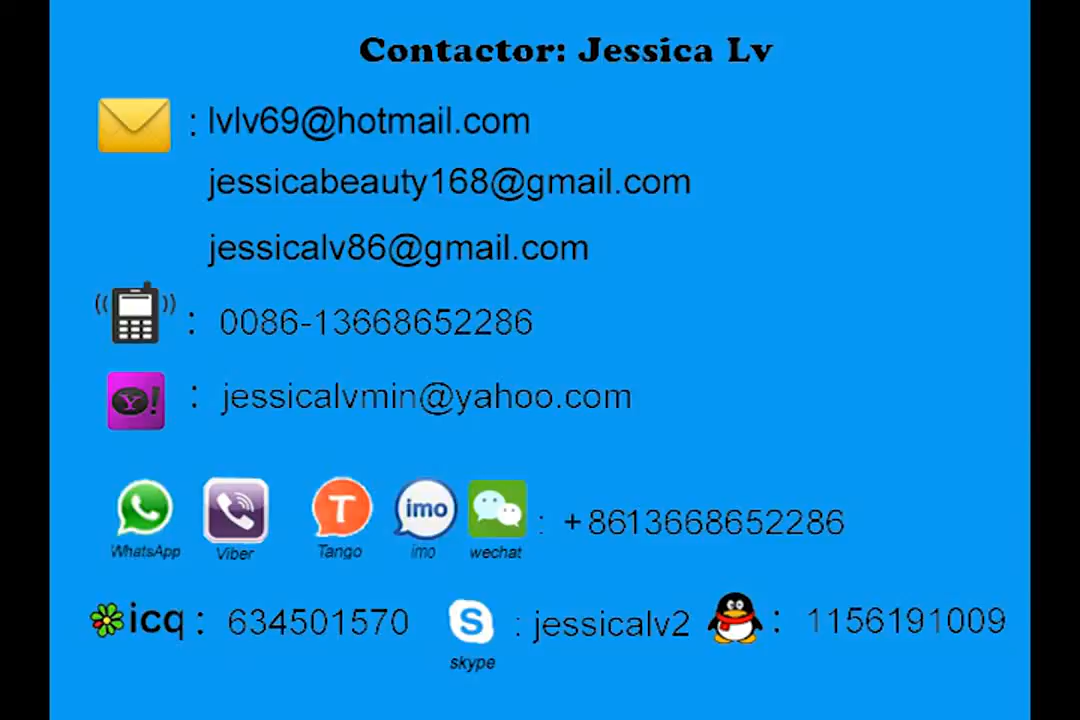 Contactor: Jessica Lv
: lvlv69@hotmail.com
jessicabeauty168@gmail.com
jessicalv86@gmail.com
: 0086-13668652286
Y! : jessicalvmin@yahoo.com
T imo
WhatsApp Viber Tango imo wechat : +8613668652286
icq : 634501570 S : jessicalv2 : 1156191009
skype